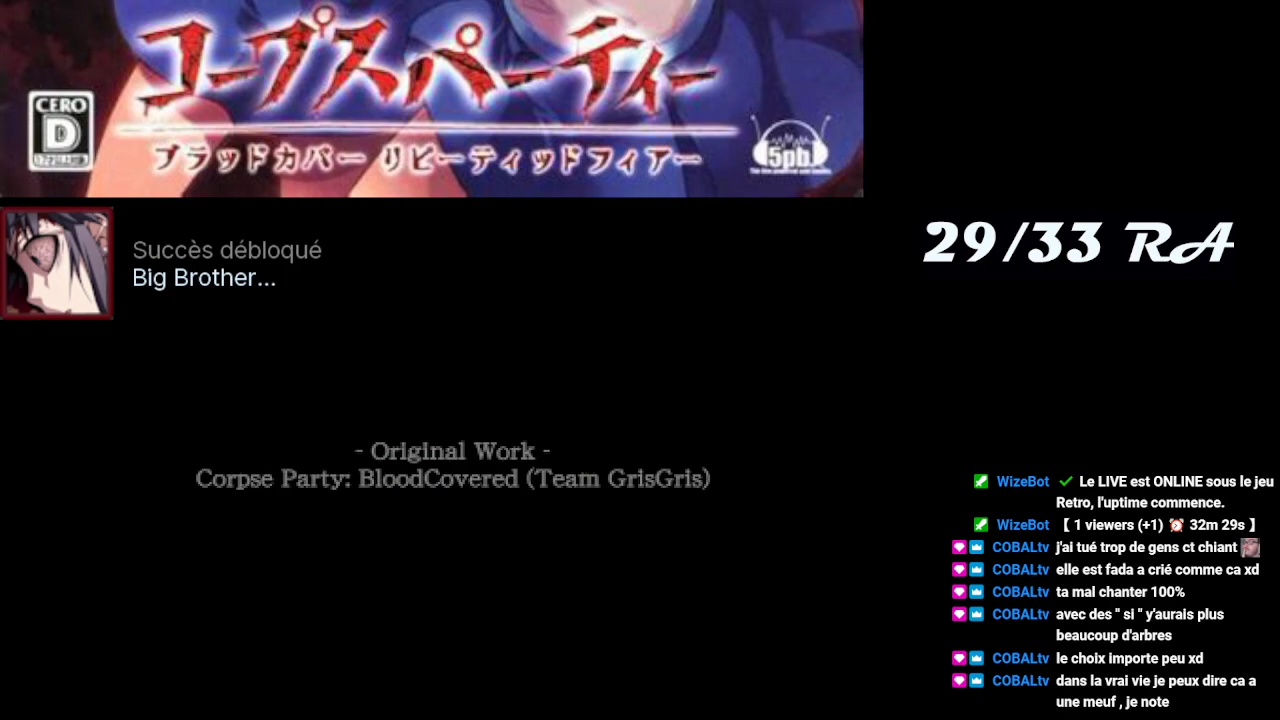 コープスパーティー
CERO
D
ブラッドカバー リピーティッドフィアー
5pb.
Succès débloqué
Big Brother...
29/33 RA
- Original Work -
Corpse Party: BloodCovered (Team GrisGris)
WizeBot Le LIVE est ONLINE sous le jeu
Retro, l'uptime commence.
WizeBot 【 1 viewers (+1) ⏰ 32m 29s 】
COBALtv j'ai tué trop de gens ct chiant
COBALtv elle est fada a crié comme ca xd
COBALtv ta mal chanter 100%
COBALtv avec des " si " y'aurais plus
beaucoup d'arbres
COBALtv le choix importe peu xd
COBALtv dans la vrai vie je peux dire ca a
une meuf , je note